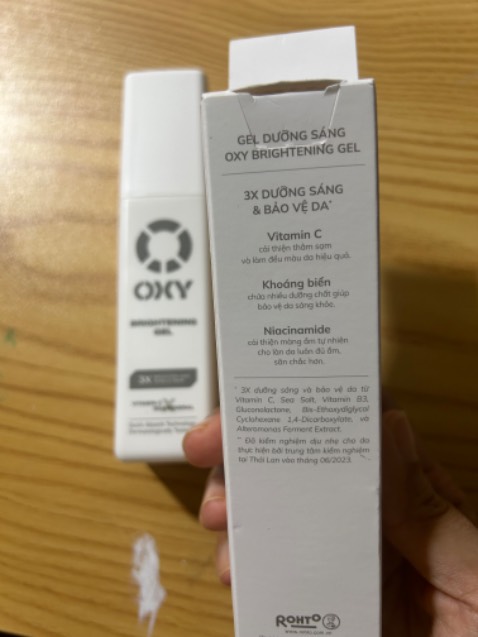 GEL DƯỠNG SÁNG
OXY BRIGHTENING GEL
3X DƯỠNG SÁNG
& BẢO VỆ DA*
Vitamin C
cải thiện thâm sạm
và làm đều màu da hiệu quả.
Khoáng biển
chứa nhiều dưỡng chất giúp
bảo vệ da sáng khỏe.
Niacinamide
cải thiện màng ẩm tự nhiên
cho làn da luôn đủ ẩm,
săn chắc hơn.
* 3X dưỡng sáng và bảo vệ da từ
Vitamin C, Sea Salt, Vitamin B3,
Gluconolactone, Bis-Ethoxydiglycol
Cyclohexane 1,4-Dicarboxylate, và
Alteromonas Ferment Extract.
* Đã kiểm nghiệm dịu nhẹ cho da
thực hiện bởi trung tâm kiểm nghiệm
tại Thái Lan vào tháng 06/2023.
ROHTO
www.rohto.com.vn
OXY
BRIGHTENING
GEL
3X